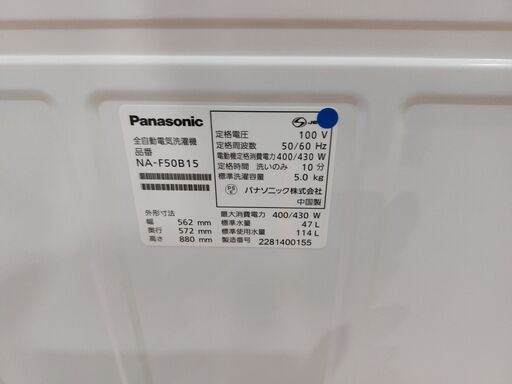 Panasonic
全自動電気洗濯機
品番
NA-F50B15
外形寸法
幅 562 mm
奥行 572 mm
高さ 880 mm
定格電圧 100 V
定格周波数 50/60 Hz
電動機定格消費電力 400/430 W
定格時間 洗いのみ 10 分
標準洗濯容量 5.0 kg
PS E パナソニック株式会社
中国製
最大消費電力 400/430 W
標準水量 47 L
標準使用水量 114 L
製造番号 2281400155